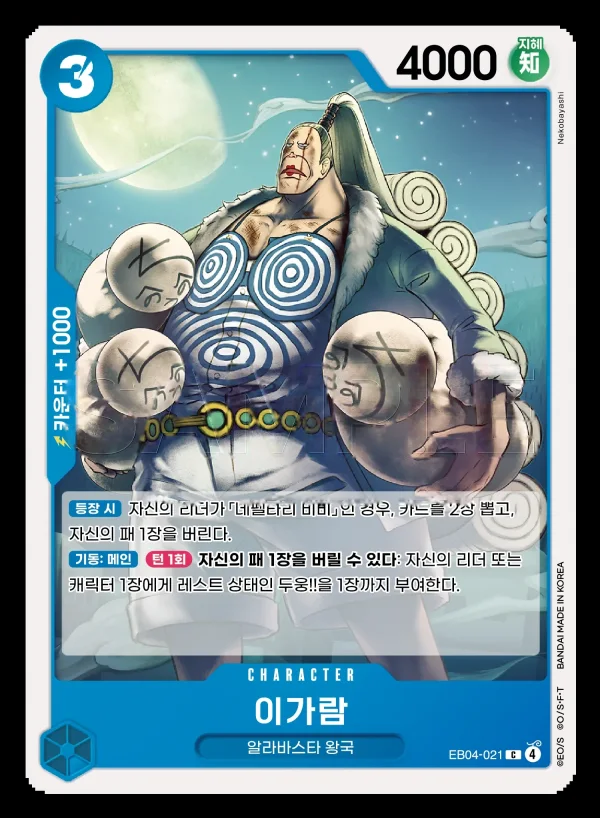 3
4000
지혜
知
Nekobayashi
카운터 +1000
SAMPLE
등장 시 자신의 리더가 「네펠타리 비비」인 경우, 카드를 2장 뽑고,
자신의 패 1장을 버린다.
기동: 메인 턴 1회 자신의 패 1장을 버릴 수 있다: 자신의 리더 또는
캐릭터 1장에게 레스트 상태인 두웅!!을 1장까지 부여한다.
CHARACTER
이가람
알라바스타 왕국
EB04-021 C 4
©EO/S ©O/S·F·T BANDAI MADE IN KOREA